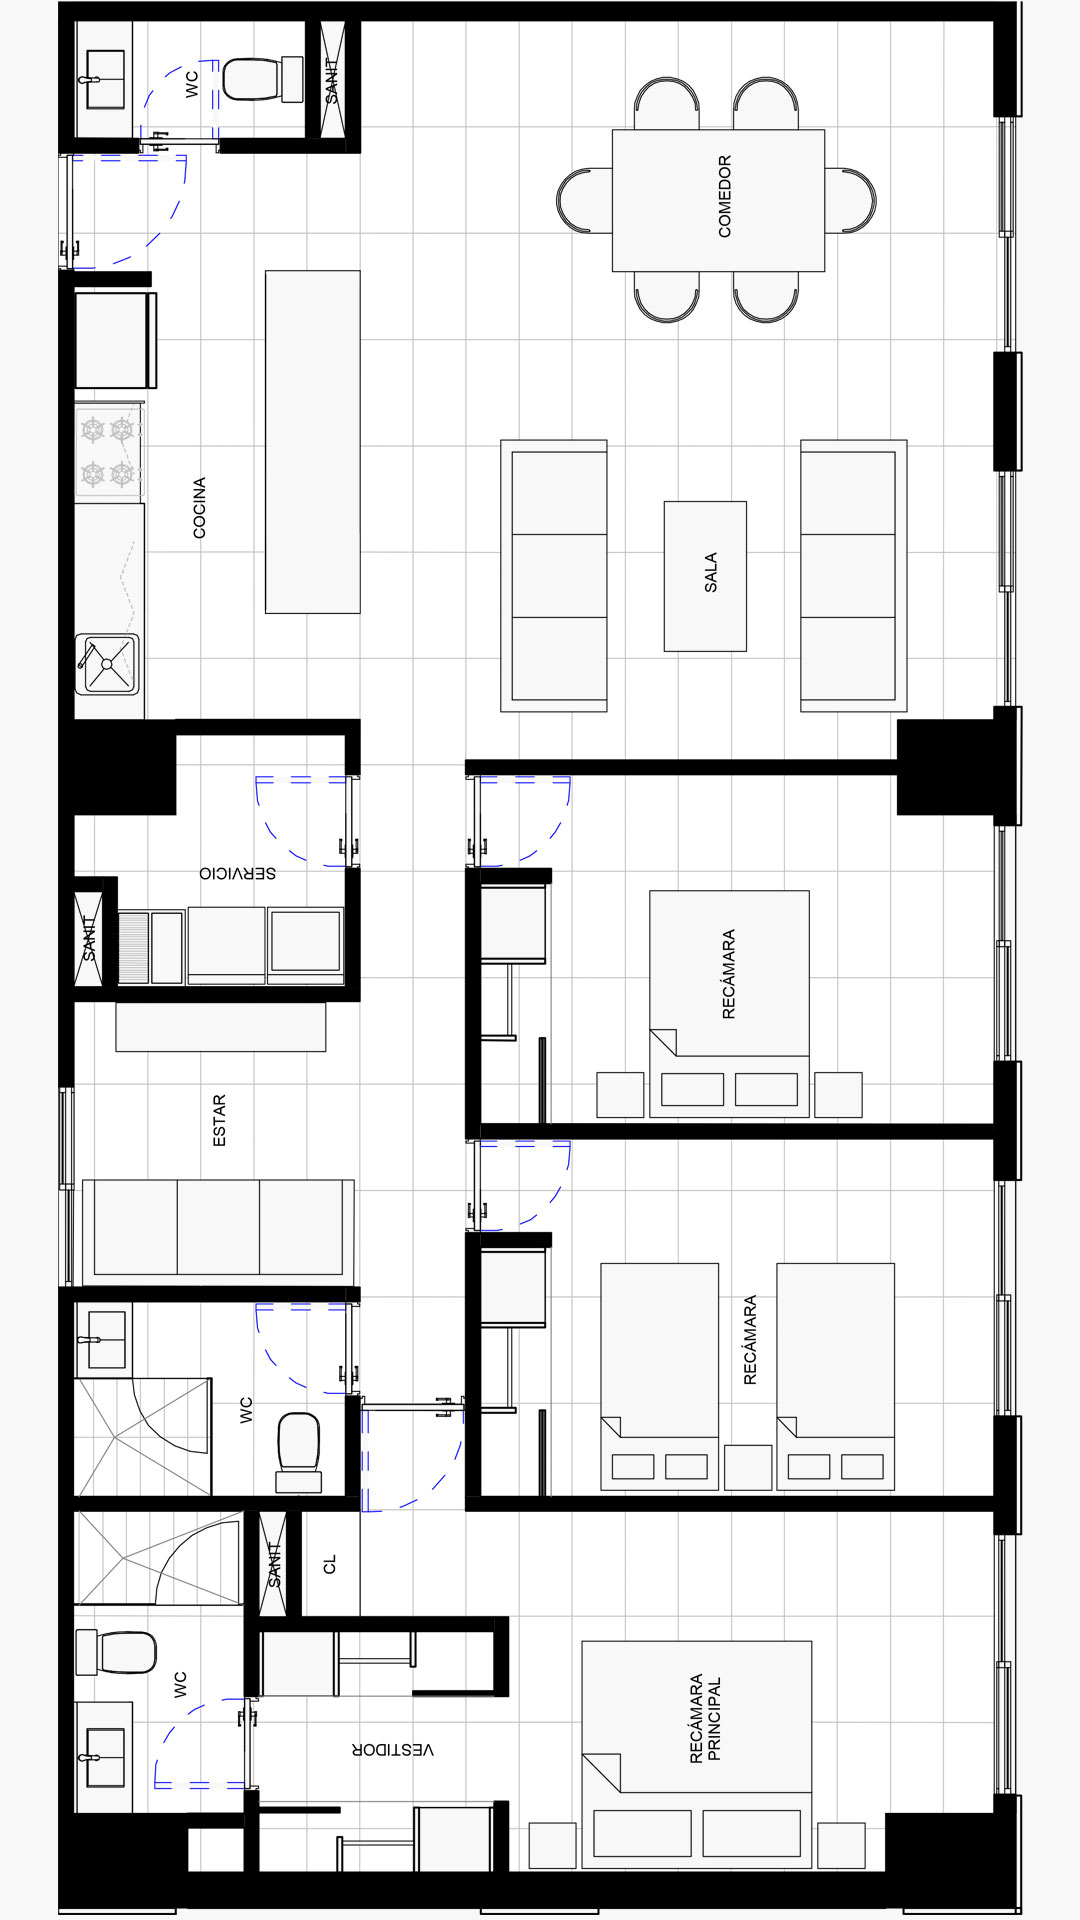 WC
SANIT
COMEDOR
COCINA
SALA
SERVICIO
SANIT
RECÁMARA
ESTAR
RECÁMARA
WC
SANIT
CL
WC
RECÁMARA
PRINCIPAL
VESTIDOR